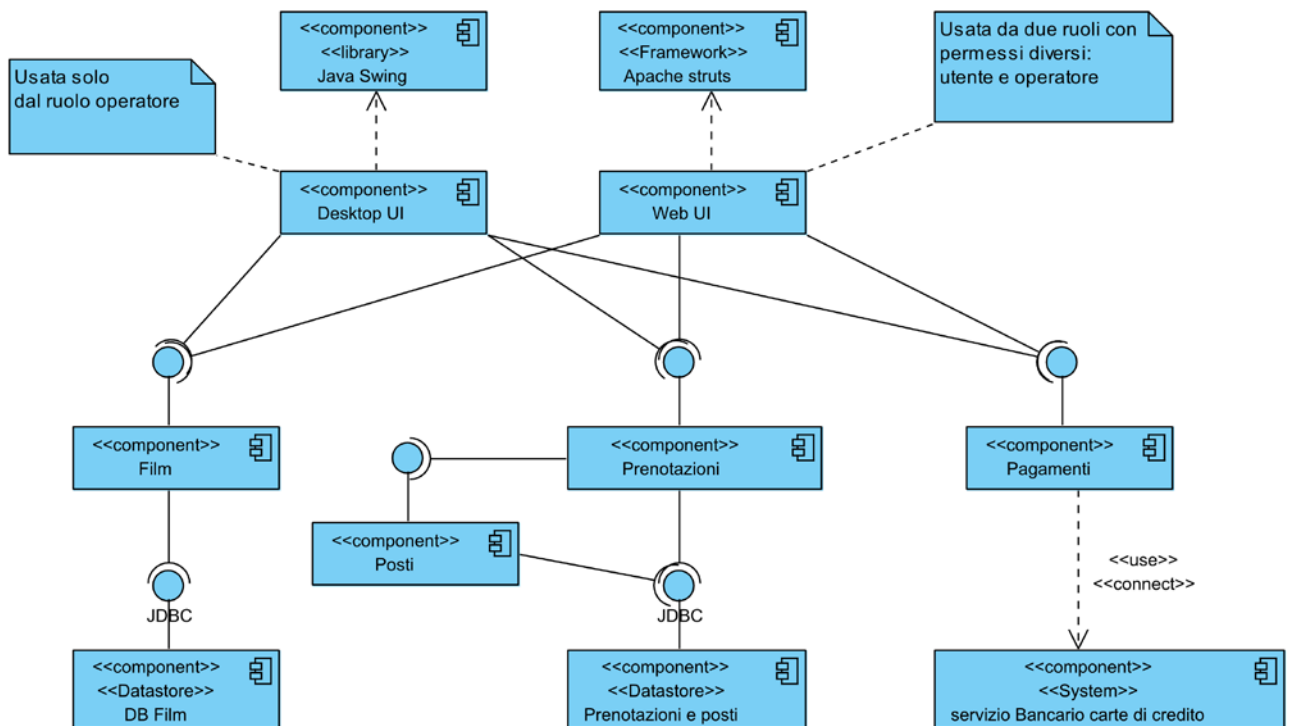 <<component>>
<<library>>
Java Swing
<<component>>
<<Framework>>
Apache struts
Usata da due ruoli con
permessi diversi:
utente e operatore
Usata solo
dal ruolo operatore
<<component>>
Desktop UI
<<component>>
Web UI
<<component>>
Film
<<component>>
Prenotazioni
<<component>>
Pagamenti
<<component>>
Posti
<<use>>
<<connect>>
JDBC
JDBC
<<component>>
<<Datastore>>
DB Film
<<component>>
<<Datastore>>
Prenotazioni e posti
<<component>>
<<System>>
servizio Bancario carte di credito